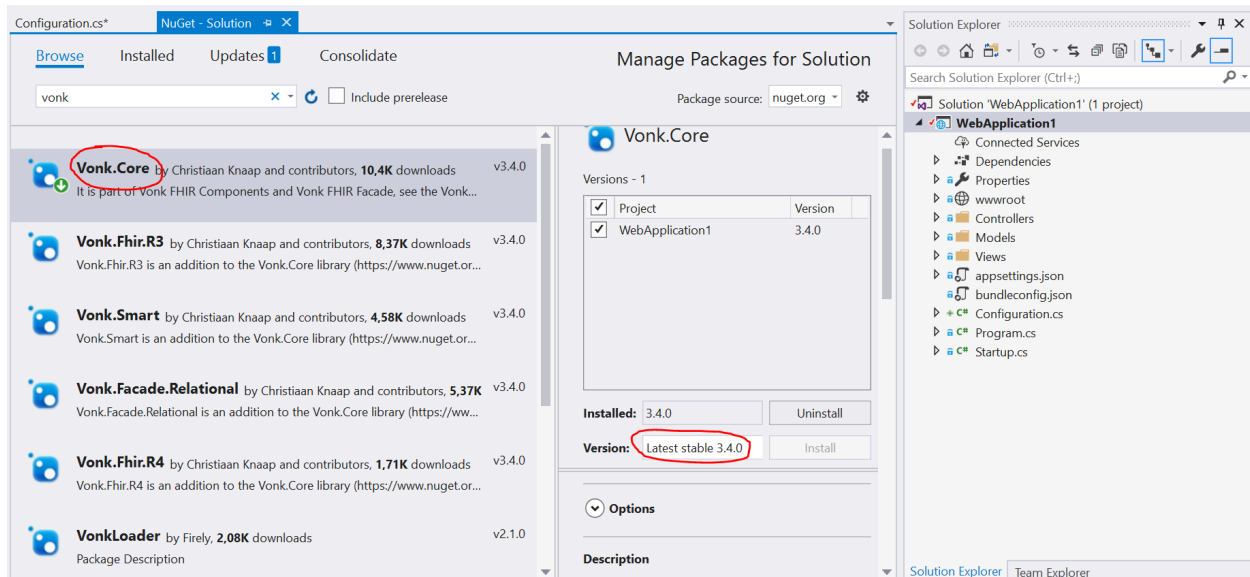 Configuration.cs*
NuGet - Solution
Browse
Installed
Updates 1
Consolidate
Manage Packages for Solution
vonk
Include prerelease
Package source: nuget.org
Vonk.Core by Christiaan Knaap and contributors, 10,4K downloads
v3.4.0
It is part of Vonk FHIR Components and Vonk FHIR Facade, see the Vonk...
Vonk.Fhir.R3 by Christiaan Knaap and contributors, 8,37K downloads
v3.4.0
Vonk.Fhir.R3 is an addition to the Vonk.Core library (https://www.nuget.or...
Vonk.Smart by Christiaan Knaap and contributors, 4,58K downloads
v3.4.0
Vonk.Smart is an addition to the Vonk.Core library (https://www.nuget.or...
Vonk.Facade.Relational by Christiaan Knaap and contributors, 5,37K
v3.4.0
Vonk.Facade.Relational is an addition to the Vonk.Core library (https://ww...
Vonk.Fhir.R4 by Christiaan Knaap and contributors, 1,71K downloads
v3.4.0
Vonk.Fhir.R4 is an addition to the Vonk.Core library (https://www.nuget.or...
VonkLoader by Firely, 2,08K downloads
v2.1.0
Package Description
Vonk.Core
Versions - 1
Project
Version
WebApplication1
3.4.0
Installed: 3.4.0
Uninstall
Version: Latest stable 3.4.0
Install
Options
Description
Solution Explorer
Search Solution Explorer (Ctrl+;)
Solution 'WebApplication1' (1 project)
WebApplication1
Connected Services
Dependencies
Properties
wwwroot
Controllers
Models
Views
appsettings.json
bundleconfig.json
C# Configuration.cs
C# Program.cs
C# Startup.cs
Solution Explorer
Team Explorer